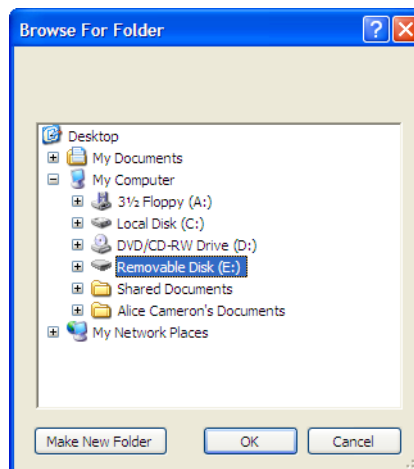 Browse For Folder
Desktop
My Documents
My Computer
3½ Floppy (A:)
Local Disk (C:)
DVD/CD-RW Drive (D:)
Removable Disk (E:)
Shared Documents
Alice Cameron's Documents
My Network Places
Make New Folder OK Cancel